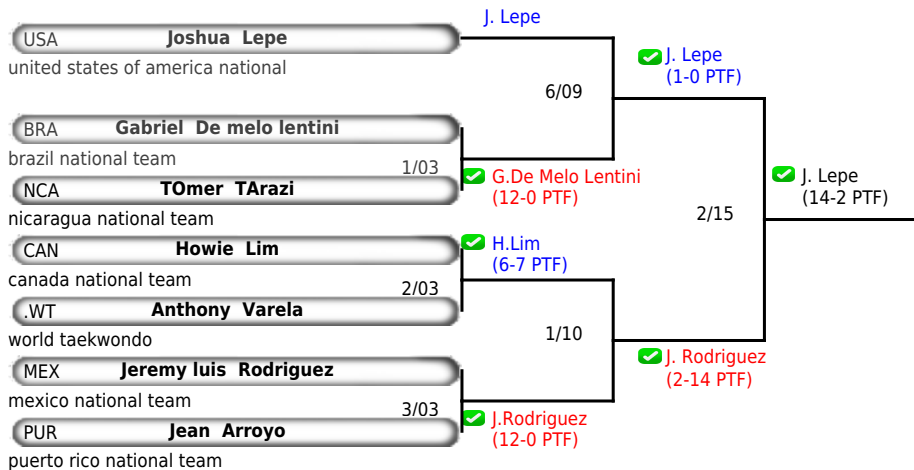 J. Lepe
USA Joshua Lepe
united states of america national
J. Lepe
(1-0 PTF)
6/09
BRA Gabriel De melo lentini
brazil national team
1/03
G.De Melo Lentini
(12-0 PTF)
NCA TOmer TArazi
nicaragua national team
J. Lepe
(14-2 PTF)
2/15
CAN Howie Lim
canada national team
H.Lim
(6-7 PTF)
2/03
.WT Anthony Varela
world taekwondo
1/10
MEX Jeremy luis Rodriguez
mexico national team
J. Rodriguez
(2-14 PTF)
3/03
J.Rodriguez
(12-0 PTF)
PUR Jean Arroyo
puerto rico national team